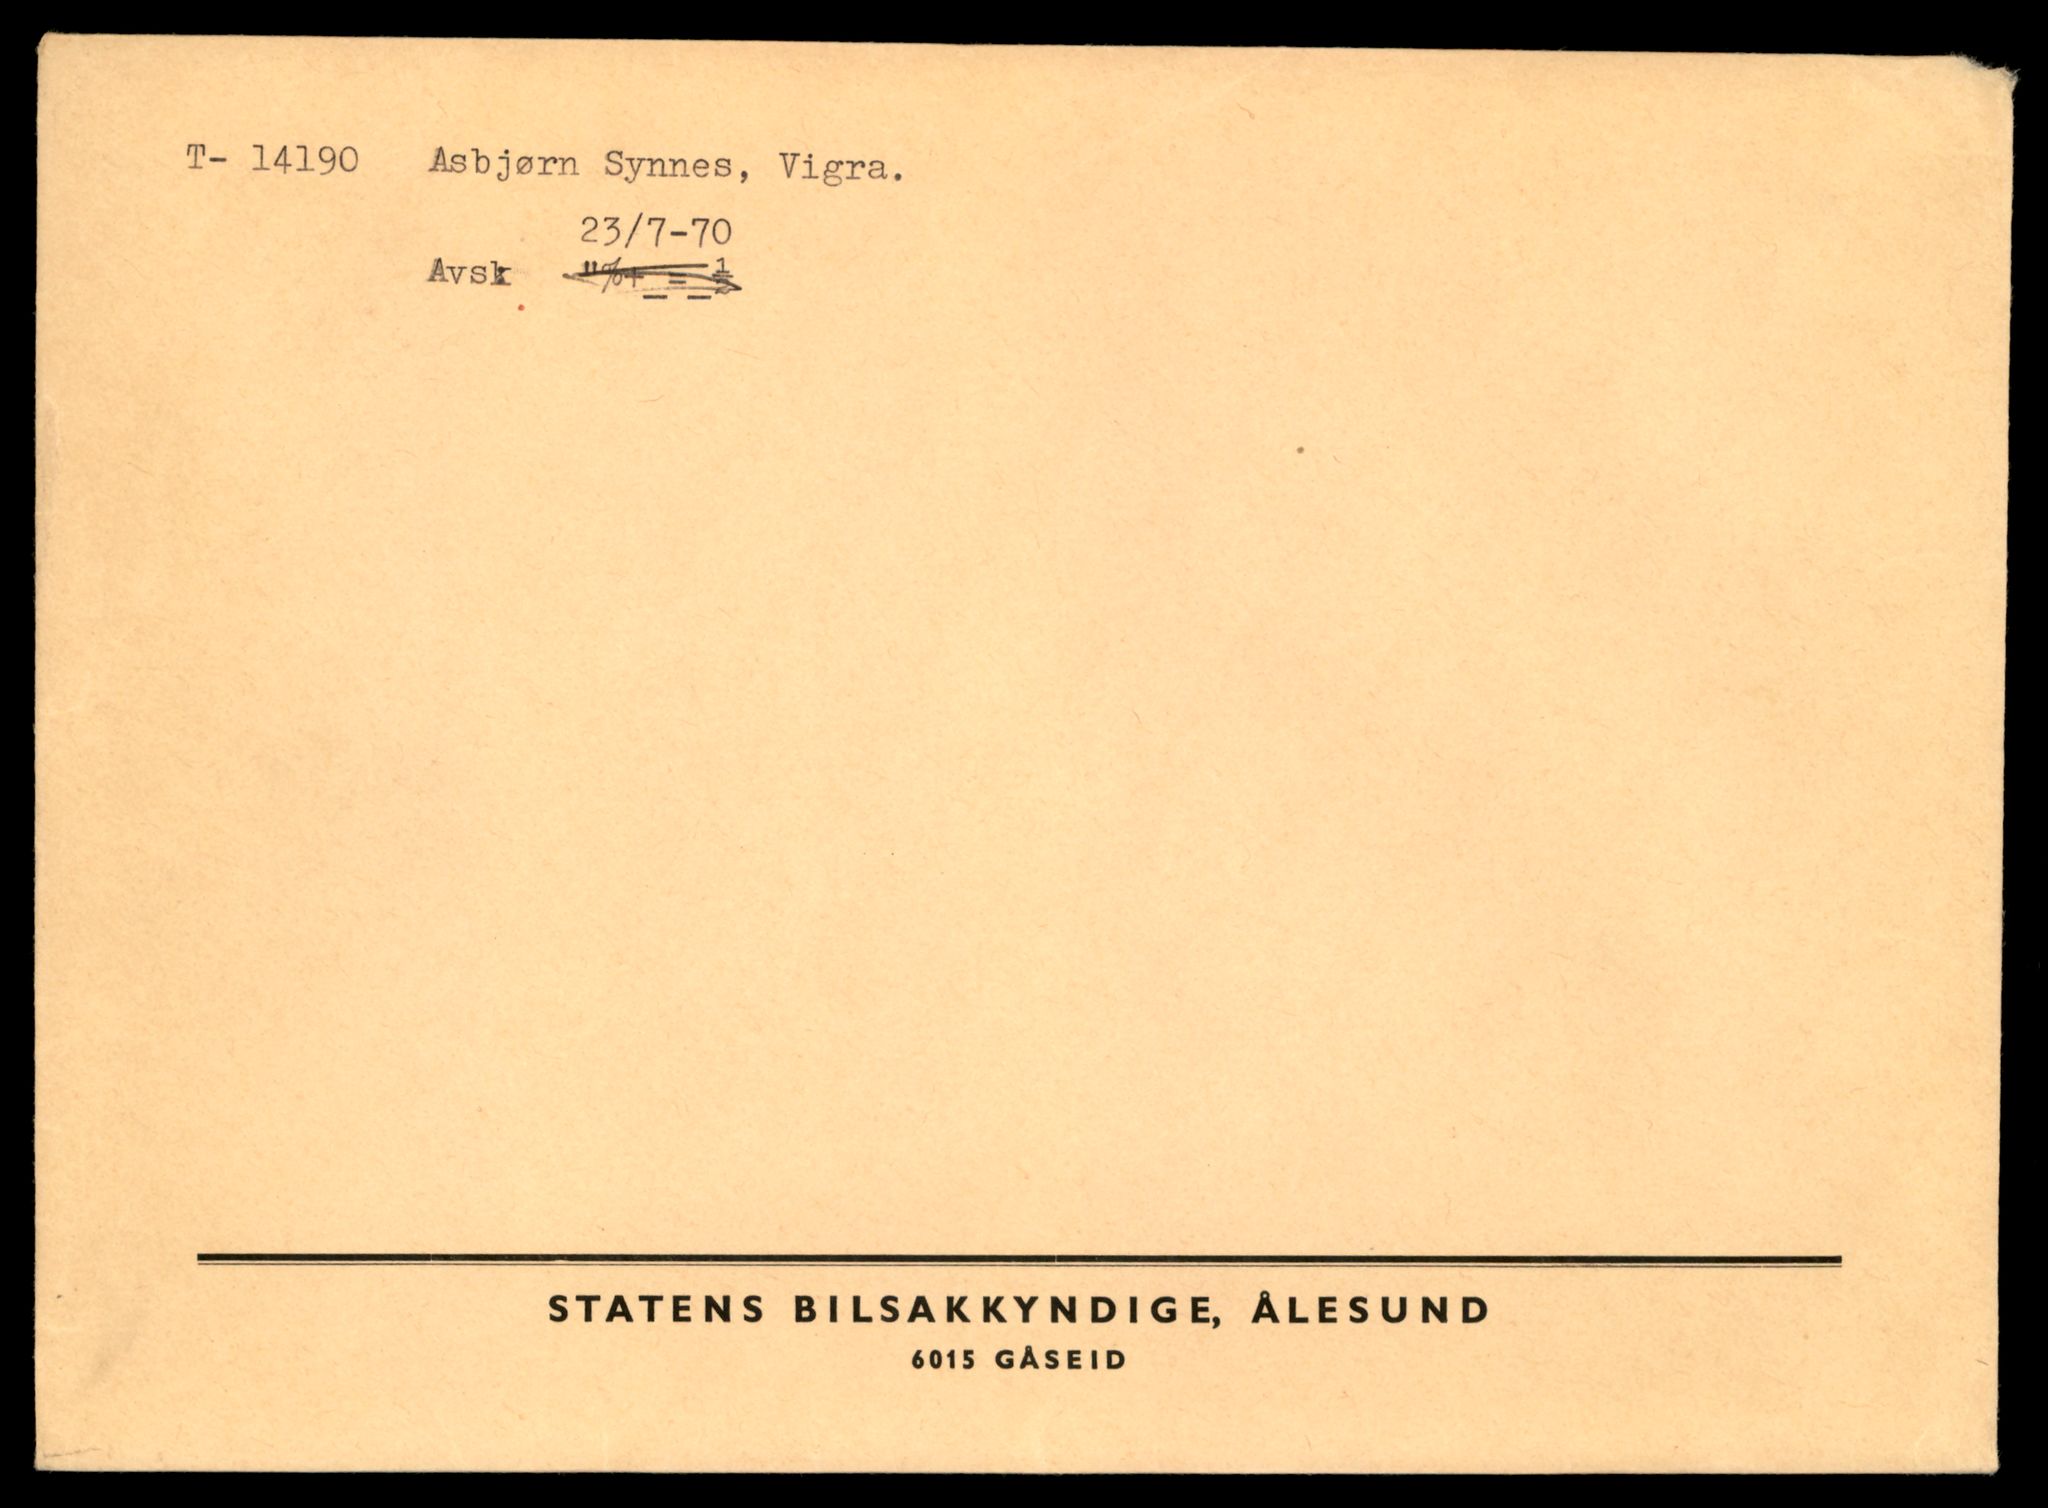 T- 14190 Asbjørn Synnes, Vigra.
23/7-70
Avsk
STATENS BILSAKKYNDIGE, ÅLESUND
6015 GÅSEID